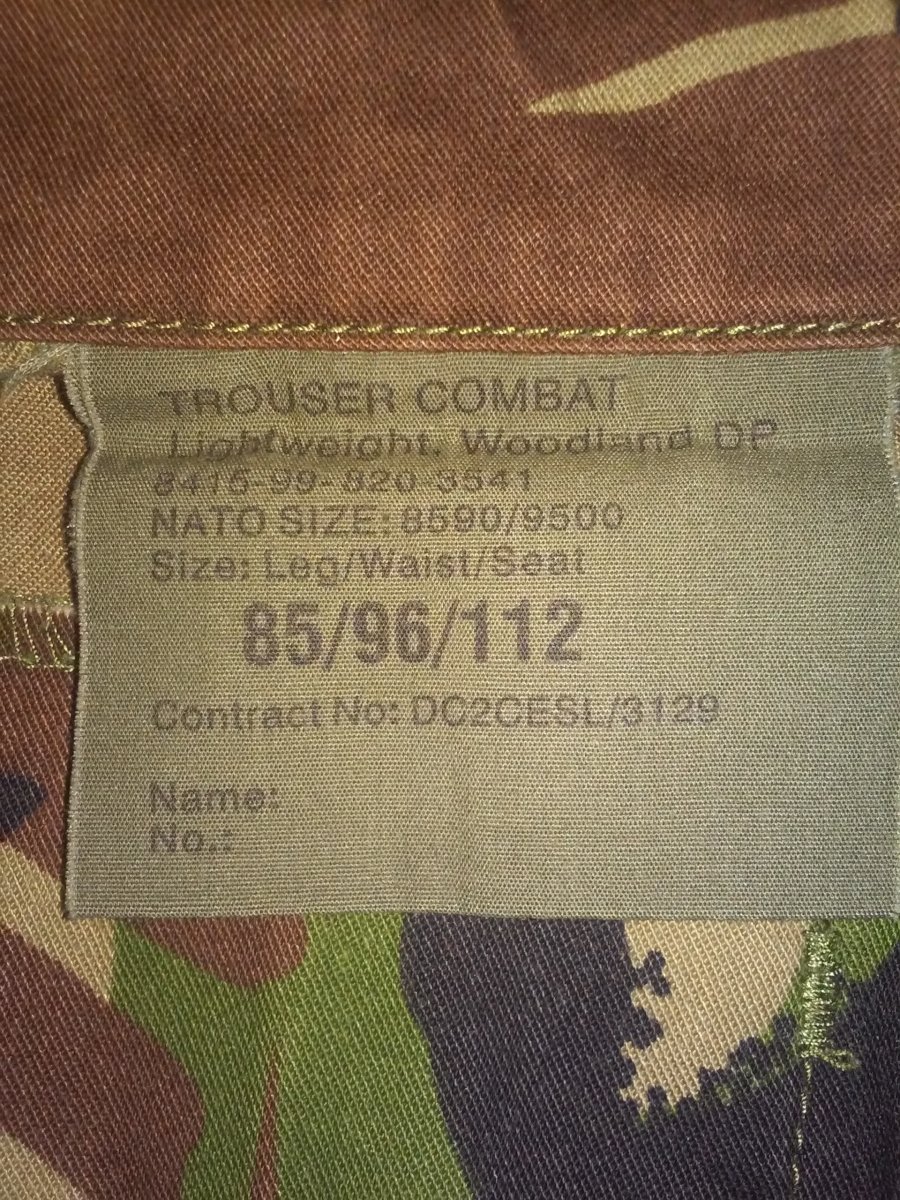 TROUSER COMBAT
Lightweight, Woodland DP
8415-99-820-3541
NATO SIZE: 8590/9500
Size: Leg/Waist/Seat
85/96/112
Contract No: DC2CESL/3129
Name:
No.: